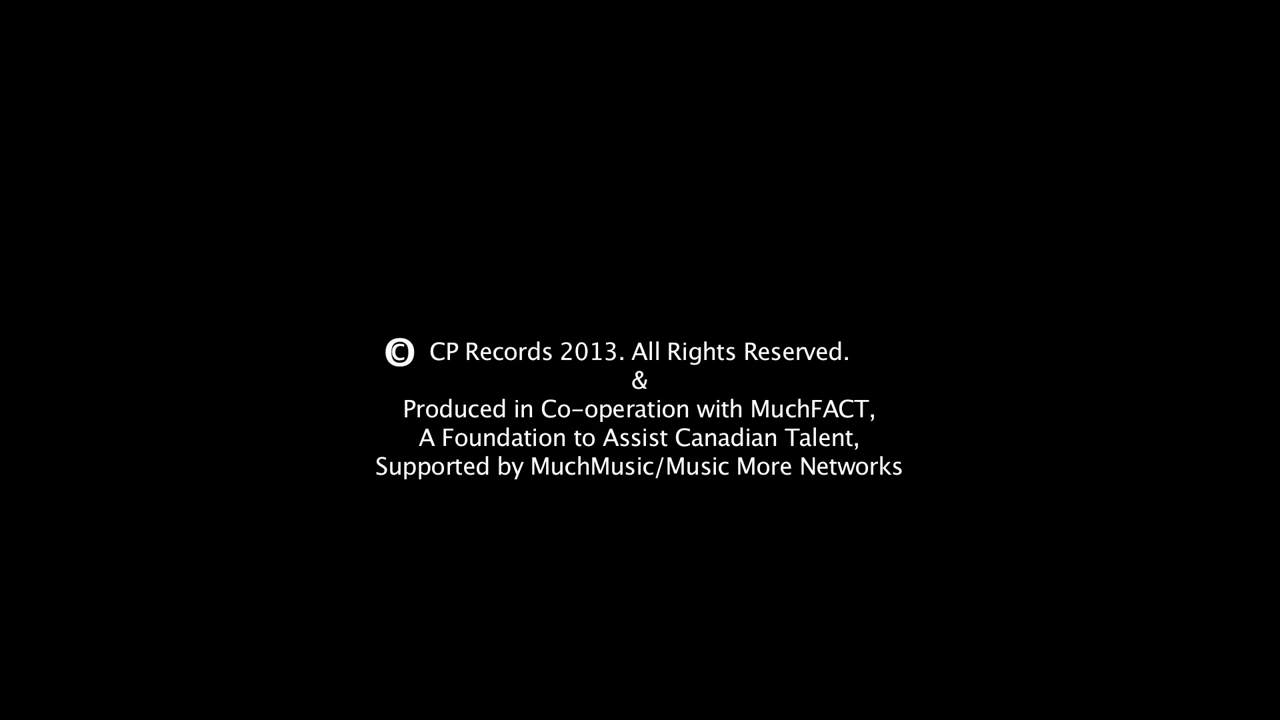 © CP Records 2013. All Rights Reserved.
&
Produced in Co-operation with MuchFACT,
A Foundation to Assist Canadian Talent,
Supported by MuchMusic/Music More Networks